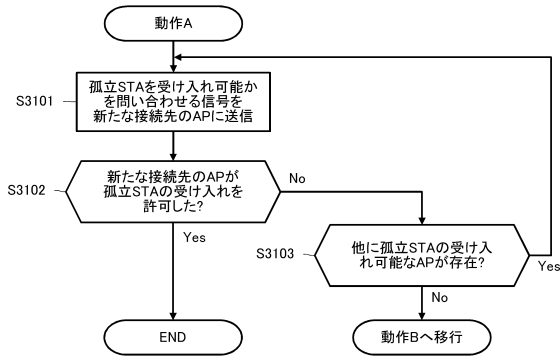 動作A
S3101
孤立STAを受け入れ可能か
を問い合わせる信号を
新たな接続先のAPに送信
S3102
新たな接続先のAPが
孤立STAの受け入れを
許可した?
No
Yes
S3103
他に孤立STAの受け入
れ可能なAPが存在?
Yes
No
END
動作Bへ移行